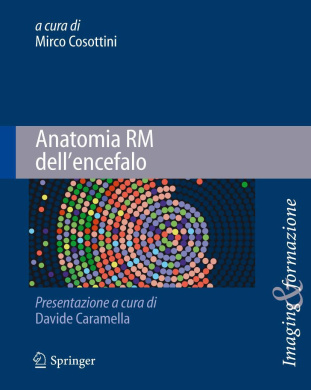 a cura di
Mirco Cosottini
Anatomia RM
dell'encefalo
Presentazione a cura di
Davide Caramella
Springer
Imaging & formazione